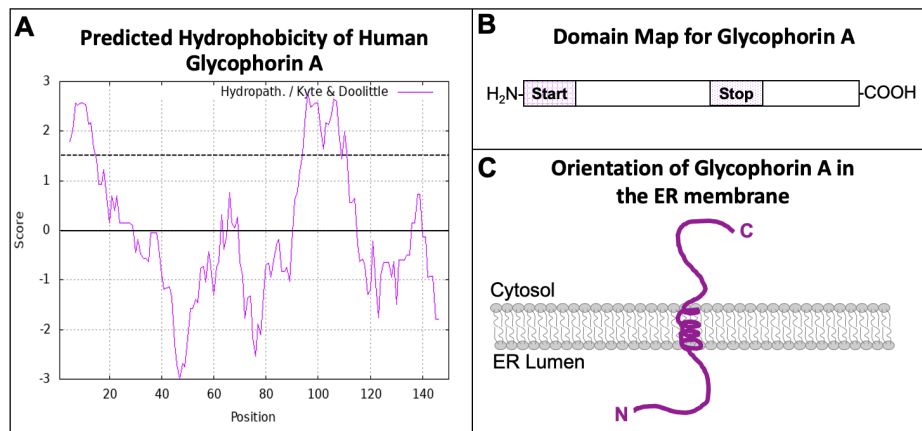 A
Predicted Hydrophobicity of Human
Glycophorin A
Hydropath. / Kyte & Doolittle
3
2
1
0
-1
-2
-3
Score
20
40
60
80
100
120
140
Position
B
Domain Map for Glycophorin A
H₂N-
Start
Stop
-COOH
C
Orientation of Glycophorin A in
the ER membrane
C
Cytosol
ER Lumen
N